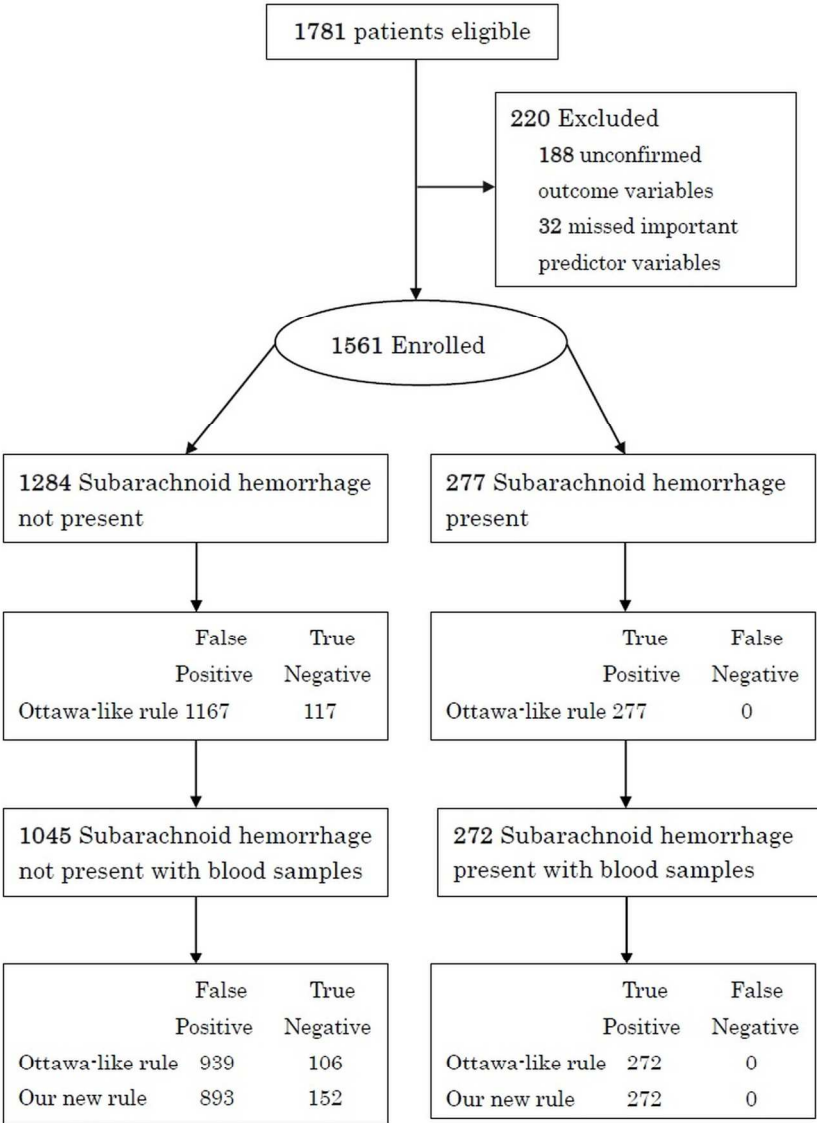 1781 patients eligible
220 Excluded
188 unconfirmed
outcome variables
32 missed important
predictor variables
1561 Enrolled
1284 Subarachnoid hemorrhage
not present
277 Subarachnoid hemorrhage
present
False True
Positive Negative
Ottawa-like rule 1167 117
True False
Positive Negative
Ottawa-like rule 277 0
1045 Subarachnoid hemorrhage
not present with blood samples
272 Subarachnoid hemorrhage
present with blood samples
False True
Positive Negative
Ottawa-like rule 939 106
Our new rule 893 152
True False
Positive Negative
Ottawa-like rule 272 0
Our new rule 272 0